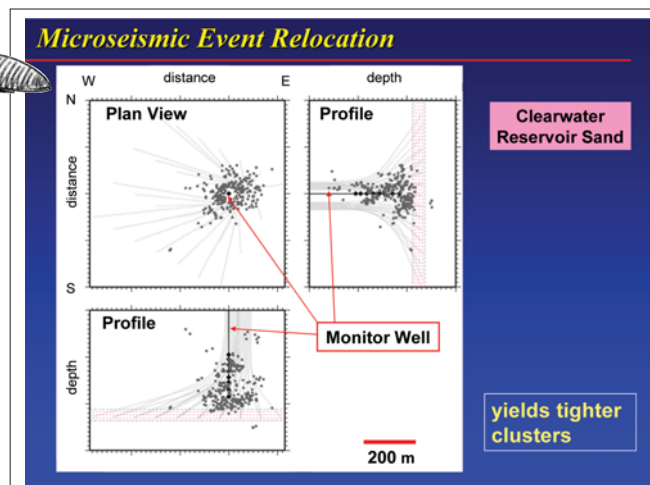 Microseismic Event Relocation
W distance E depth
N
Plan View
Profile
distance
S
Clearwater
Reservoir Sand
Profile
depth
Monitor Well
200 m
yields tighter
clusters